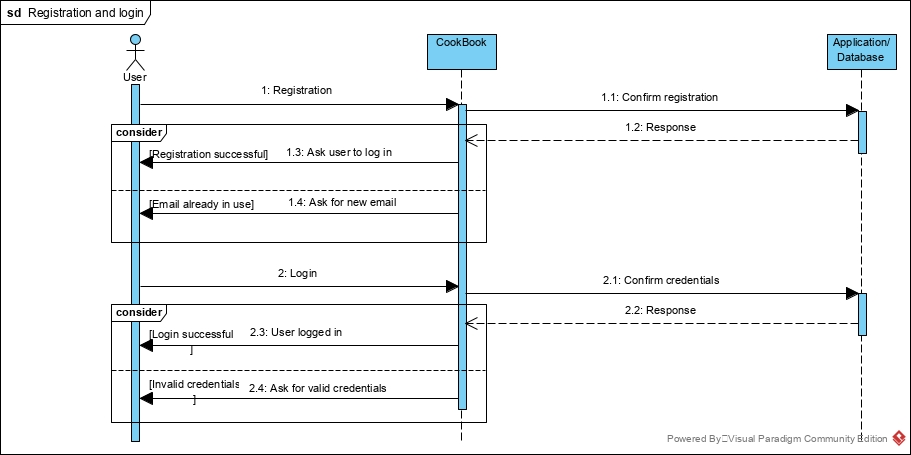 sd Registration and login
CookBook
Application/
Database
User
1: Registration
1.1: Confirm registration
1.2: Response
consider
[Registration successful]
1.3: Ask user to log in
[Email already in use]
1.4: Ask for new email
2: Login
2.1: Confirm credentials
2.2: Response
consider
[Login successful
]
2.3: User logged in
[Invalid credentials
]
2.4: Ask for valid credentials
Powered By Visual Paradigm Community Edition